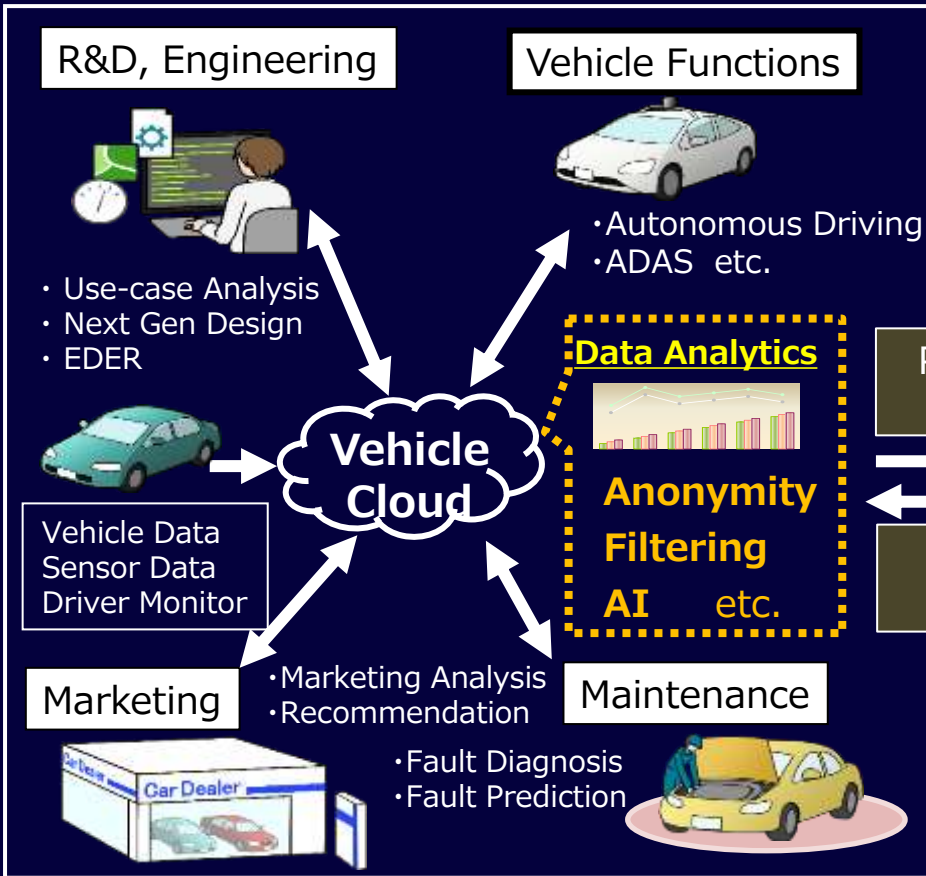 R&D, Engineering
Vehicle Functions
・Autonomous Driving
・ADAS etc.
・ Use-case Analysis
・ Next Gen Design
・ EDER
Data Analytics
Vehicle
Cloud
Anonymity
Filtering
AI etc.
Vehicle Data
Sensor Data
Driver Monitor
Marketing
・Marketing Analysis
・Recommendation
Maintenance
・Fault Diagnosis
・Fault Prediction
Car Dealer
Car Dealer